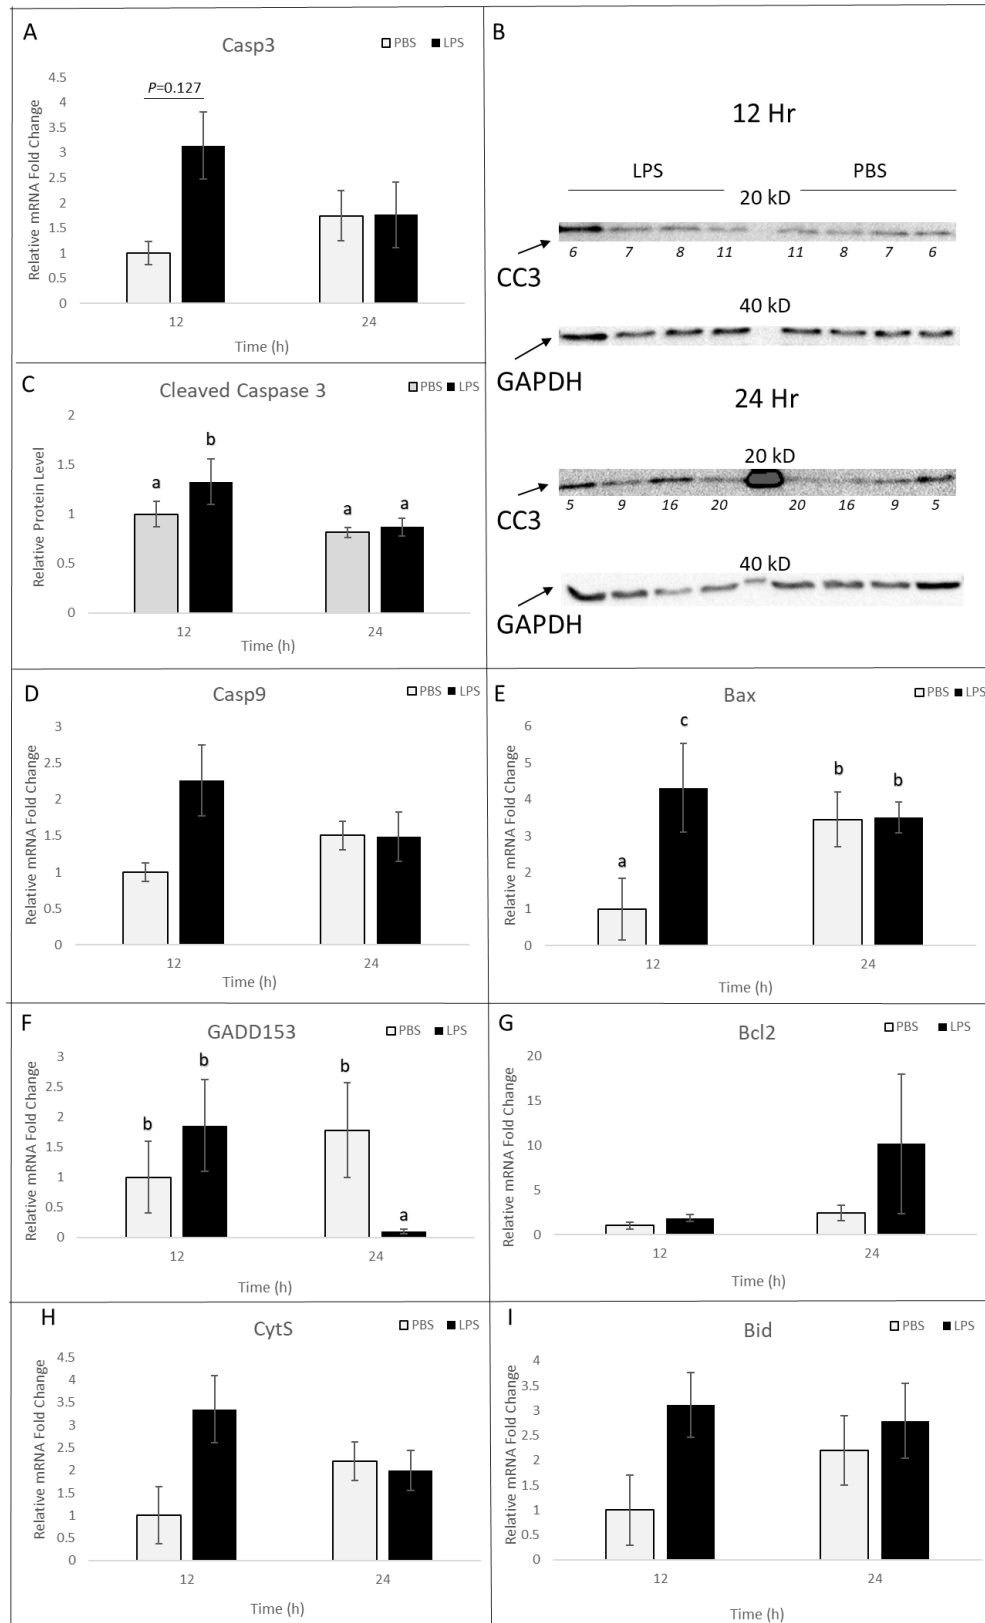 A
Casp3
PBS LPS
Relative mRNA Fold Change
4.5
4
3.5
3
2.5
2
1.5
1
0.5
0
P=0.127
12 24
Time (h)
B
12 Hr
LPS PBS
20 kD
6 7 8 11 11 8 7 6
CC3
40 kD
GAPDH
24 Hr
20 kD
5 9 16 20 20 16 9 5
CC3
40 kD
GAPDH
C
Cleaved Caspase 3
PBS LPS
Relative Protein Level
2
1.5
1
0.5
0
a b a a
12 24
Time (h)
D
Casp9
PBS LPS
Relative mRNA Fold Change
3
2.5
2
1.5
1
0.5
0
12 24
Time (h)
E
Bax
PBS LPS
Relative mRNA Fold Change
6
5
4
3
2
1
0
a c b b
12 24
Time (h)
F
GADD153
PBS LPS
Relative mRNA Fold Change
3
2.5
2
1.5
1
0.5
0
b b b a
12 24
Time (h)
G
Bcl2
PBS LPS
Relative mRNA Fold Change
20
15
10
5
0
12 24
Time (h)
H
CytS
PBS LPS
Relative mRNA Fold Change
4.5
4
3.5
3
2.5
2
1.5
1
0.5
0
12 24
Time (h)
I
Bid
PBS LPS
Relative mRNA Fold Change
4
3.5
3
2.5
2
1.5
1
0.5
0
12 24
Time (h)